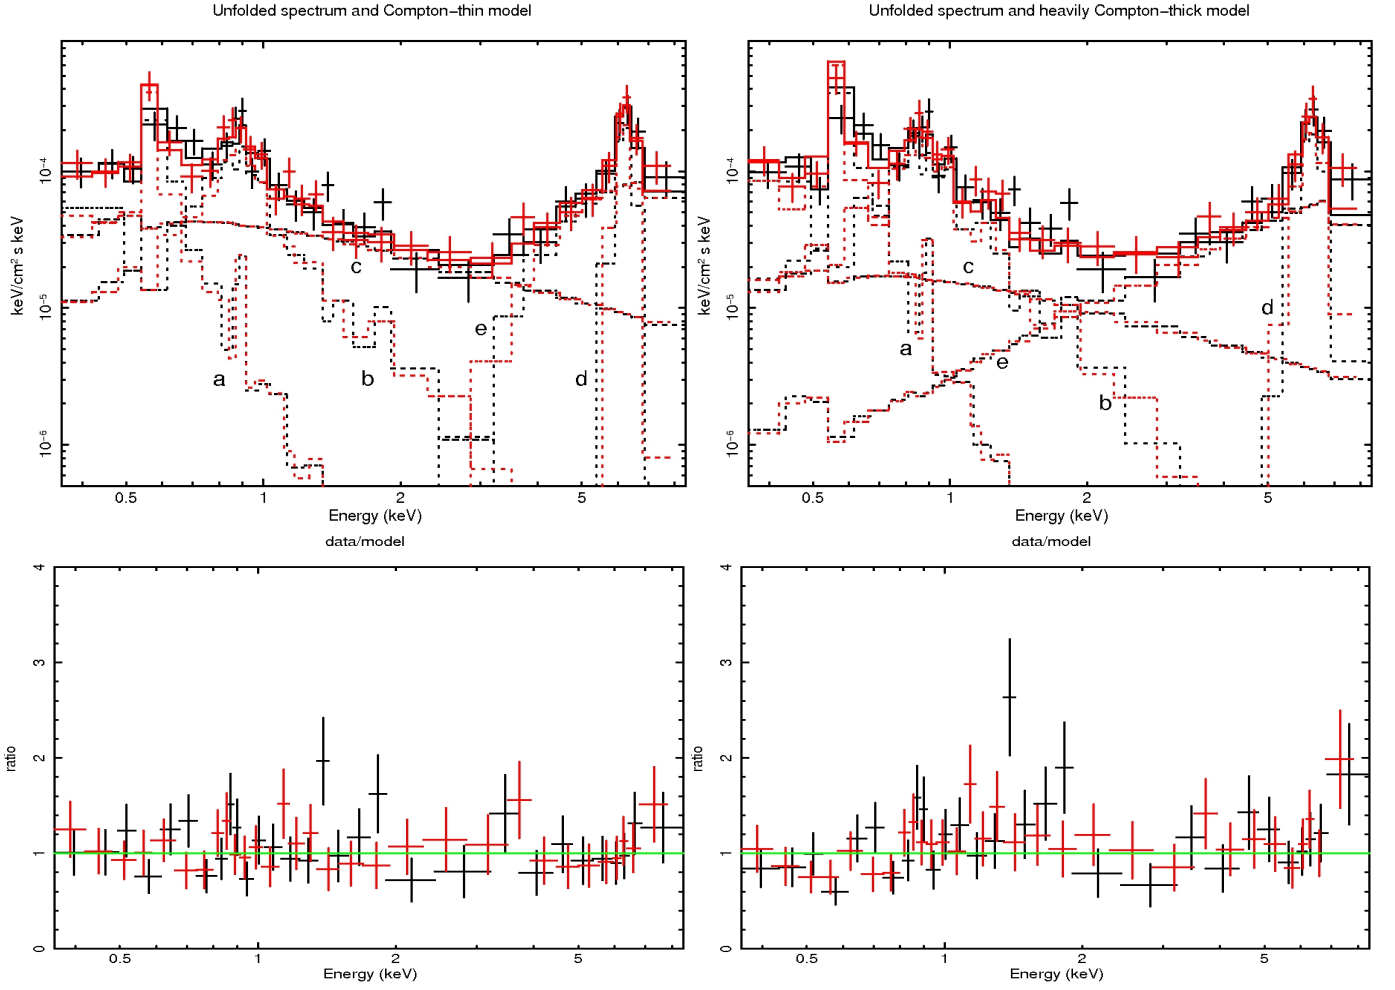 Unfolded spectrum and Compton−thin model
keV/cm² s keV
10⁻⁴
10⁻⁵
10⁻⁶
a
b
c
d
e
0.5 1 2 5
Energy (keV)
Unfolded spectrum and heavily Compton−thick model
keV/cm² s keV
10⁻⁴
10⁻⁵
10⁻⁶
a
b
c
d
e
0.5 1 2 5
Energy (keV)
data/model
ratio
4
3
2
1
0
0.5 1 2 5
Energy (keV)
data/model
ratio
4
3
2
1
0
0.5 1 2 5
Energy (keV)